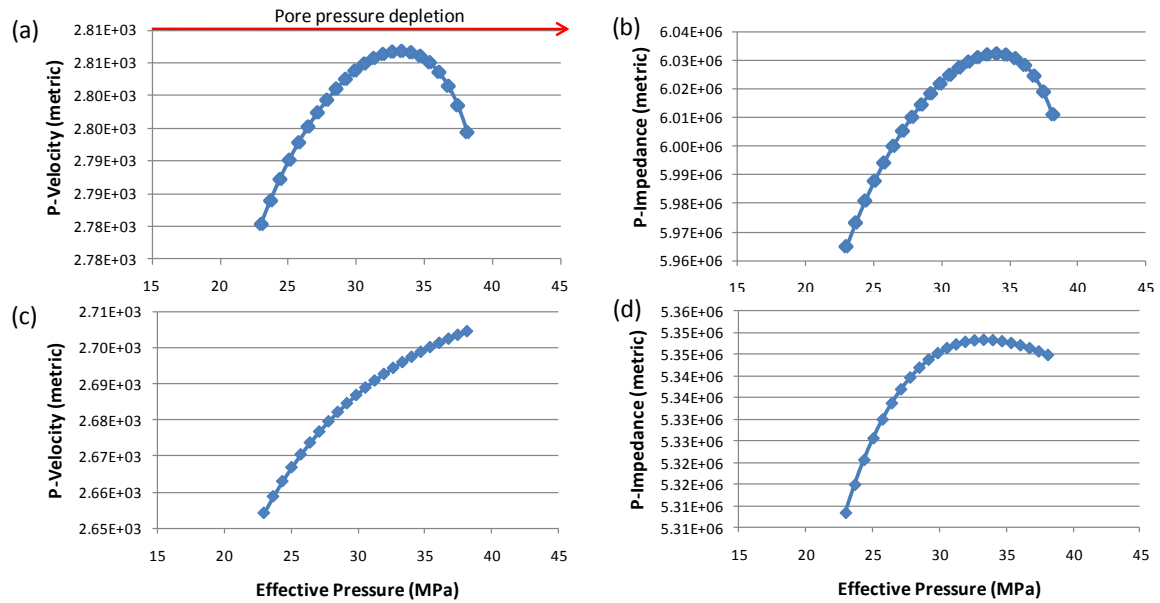 Pore pressure depletion
(a)
P-Velocity (metric)
2.81E+03
2.81E+03
2.80E+03
2.80E+03
2.79E+03
2.79E+03
2.78E+03
2.78E+03
15 20 25 30 35 40 45
(b)
P-Impedance (metric)
6.04E+06
6.03E+06
6.02E+06
6.01E+06
6.00E+06
5.99E+06
5.98E+06
5.97E+06
5.96E+06
15 20 25 30 35 40 45
(c)
P-Velocity (metric)
2.71E+03
2.70E+03
2.69E+03
2.68E+03
2.67E+03
2.66E+03
2.65E+03
15 20 25 30 35 40 45
Effective Pressure (MPa)
(d)
P-Impedance (metric)
5.36E+06
5.35E+06
5.35E+06
5.34E+06
5.34E+06
5.33E+06
5.33E+06
5.32E+06
5.32E+06
5.31E+06
5.31E+06
15 20 25 30 35 40 45
Effective Pressure (MPa)